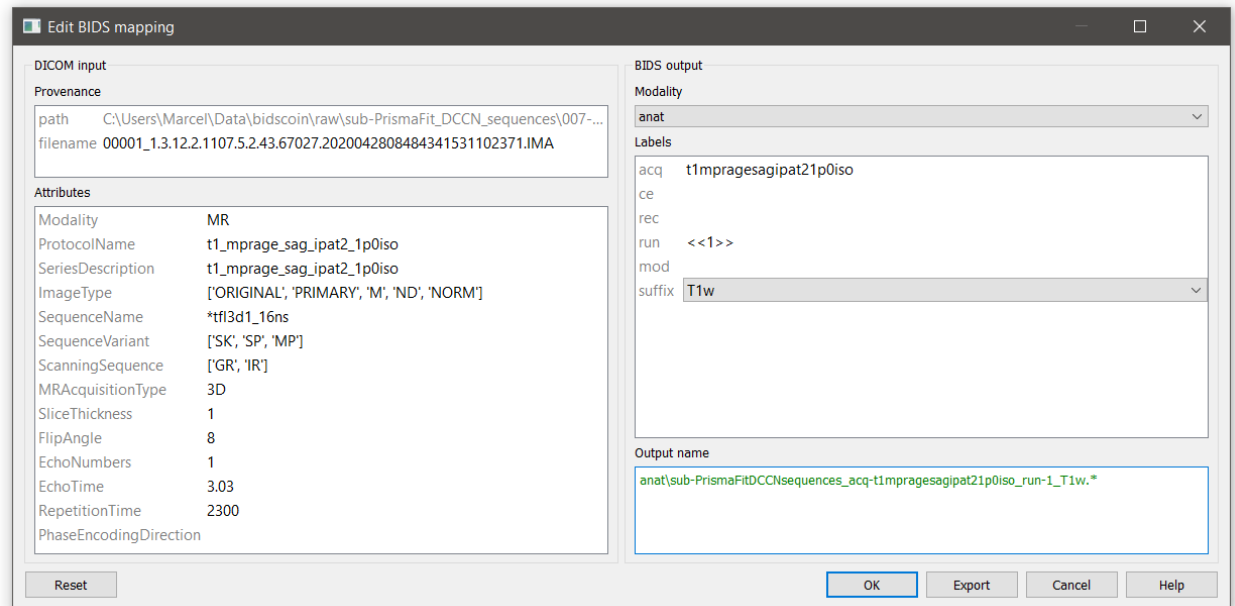 Edit BIDS mapping
DICOM input
Provenance
path C:\Users\Marcel\Data\bidscoin\raw\sub-PrismaFit_DCCN_sequences\007-...
filename 00001_1.3.12.2.1107.5.2.43.67027.2020042808484341531102371.IMA
Attributes
Modality MR
ProtocolName t1_mprage_sag_ipat2_1p0iso
SeriesDescription t1_mprage_sag_ipat2_1p0iso
ImageType ['ORIGINAL', 'PRIMARY', 'M', 'ND', 'NORM']
SequenceName *tfl3d1_16ns
SequenceVariant ['SK', 'SP', 'MP']
ScanningSequence ['GR', 'IR']
MRAcquisitionType 3D
SliceThickness 1
FlipAngle 8
EchoNumbers 1
EchoTime 3.03
RepetitionTime 2300
PhaseEncodingDirection
Reset
BIDS output
Modality
anat
Labels
acq t1mpragesagipat21p0iso
ce
rec
run <<1>>
mod
suffix T1w
Output name
anat\sub-PrismaFitDCCNsequences_acq-t1mpragesagipat21p0iso_run-1_T1w.*
OK Export Cancel Help